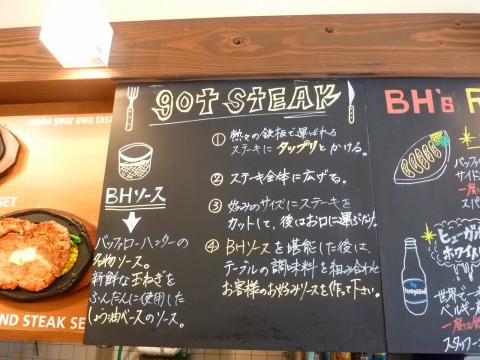 make your own tast
SET
ND STEAK SE
got STEAK
BHソース
バッファローハッターの
名物ソース。
新鮮な玉ねぎを
ふんだんに使用した
しょう油ベースのソース。
① 熱々の鉄板で運ばれる
ステーキに タップリ とかける。
② ステーキ全体に広げる。
③ 好みのサイズにステーキを
カットして、後はお口に運ぶだけ。
④ BHソースを堪能した後は、
テーブルの調味料を組み合わせ
お客様のお好みソースを作って下さい。
BH's R
バッファ
サイド
一度に
スパ
ヒューガル
ホワイ
世界で一
ベルギー産
一度は
スタッフ